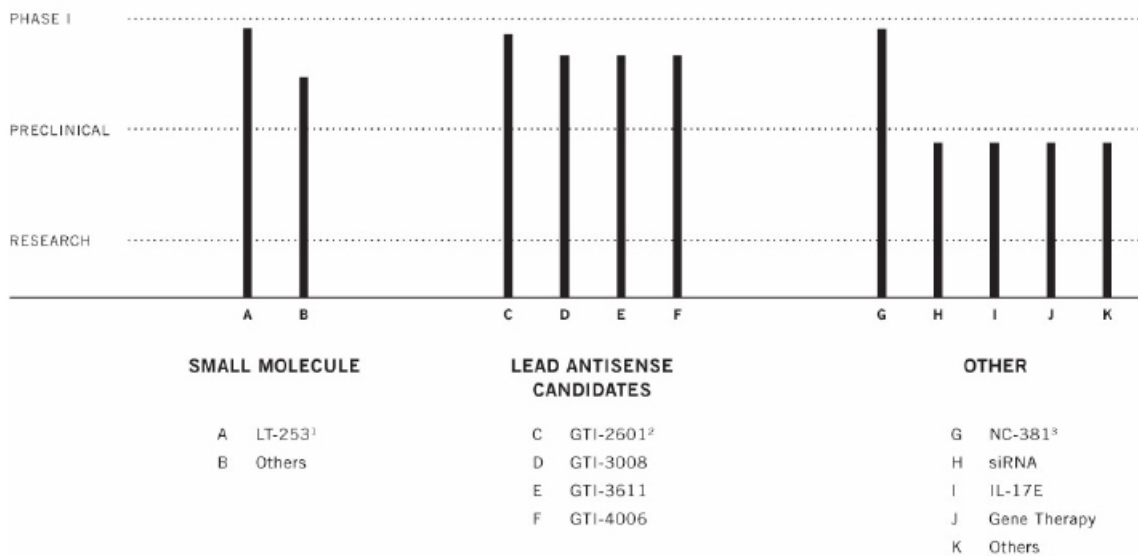 PHASE I
PRECLINICAL
RESEARCH
A B C D E F G H I J K
SMALL MOLECULE
A LT-253¹
B Others
LEAD ANTISENSE
CANDIDATES
C GTI-2601²
D GTI-3008
E GTI-3611
F GTI-4006
OTHER
G NC-381³
H siRNA
I IL-17E
J Gene Therapy
K Others